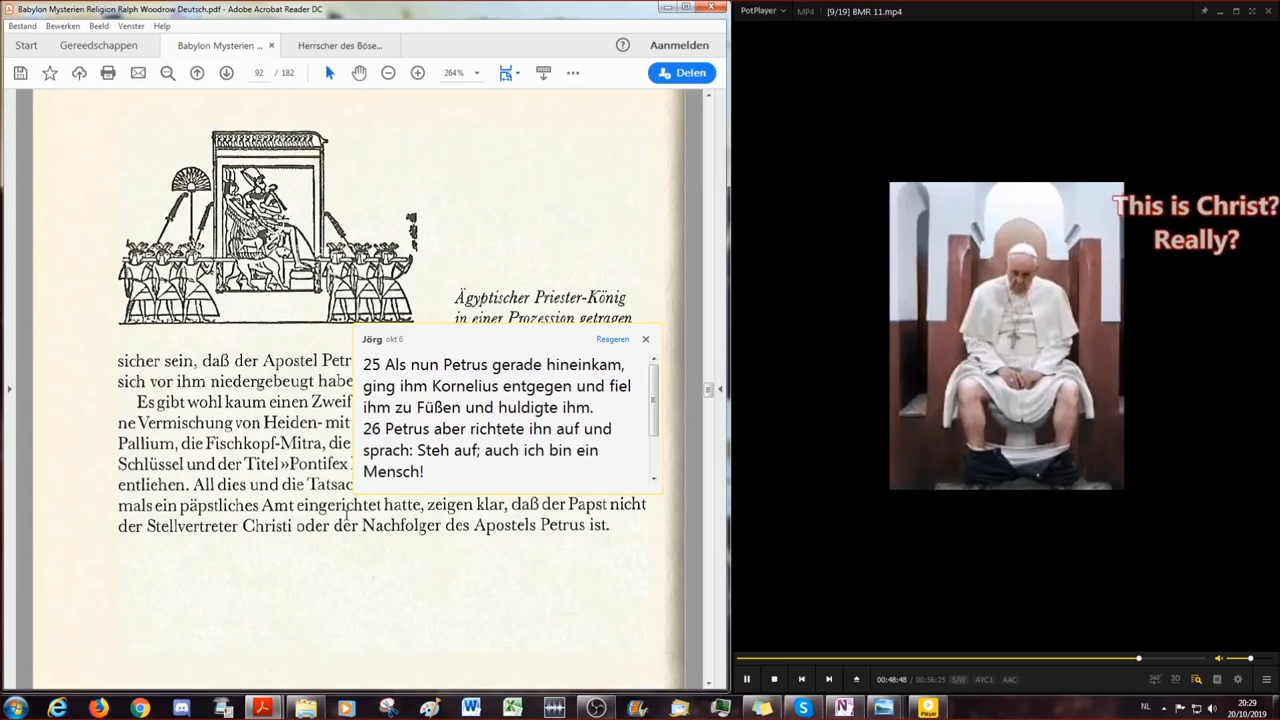 Babylon Mysterien Religion Ralph Woodrow Deutsch.pdf - Adobe Acrobat Reader DC
Bestand Bewerken Beeld Venster Help
Start Gereedschappen Babylon Mysterien ... × Herrscher des Böse... Aanmelden
92 / 182 264% Delen
Ägyptischer Priester-König
in einer Prozession getragen
sicher sein, daß der Apostel Petr
sich vor ihm niedergebeugt habe
Es gibt wohl kaum einen Zweif
ne Vermischung von Heiden- mit
Pallium, die Fischkopf-Mitra, die
Schlüssel und der Titel »Pontifex
entliehen. All dies und die Tatsac
mals ein päpstliches Amt eingerichtet hatte, zeigen klar, daß der Papst nicht
der Stellvertreter Christi oder der Nachfolger des Apostels Petrus ist.
Jörg okt 6 Reageren
25 Als nun Petrus gerade hineinkam,
ging ihm Kornelius entgegen und fiel
ihm zu Füßen und huldigte ihm.
26 Petrus aber richtete ihn auf und
sprach: Steh auf; auch ich bin ein
Mensch!
PotPlayer MP4 [9/19] BMR 11.mp4
This is Christ?
Really?
00:48:48 / 00:56:25 S/W AVC1 AAC
360° 3D
NL 20:29
20/10/2019